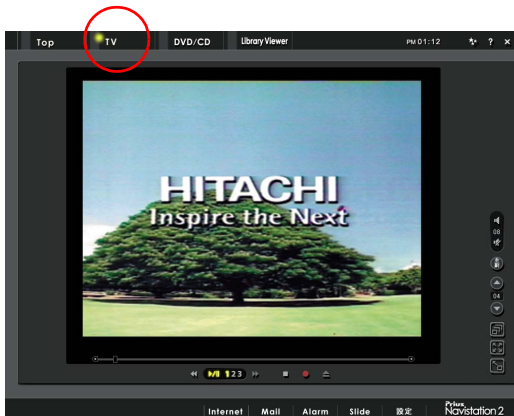 Top TV DVD/CD Library Viewer PM 01:12 ? ×
HITACHI
Inspire the Next
08
04
123
Internet Mail Alarm Slide 設定 Prius
Navistation 2